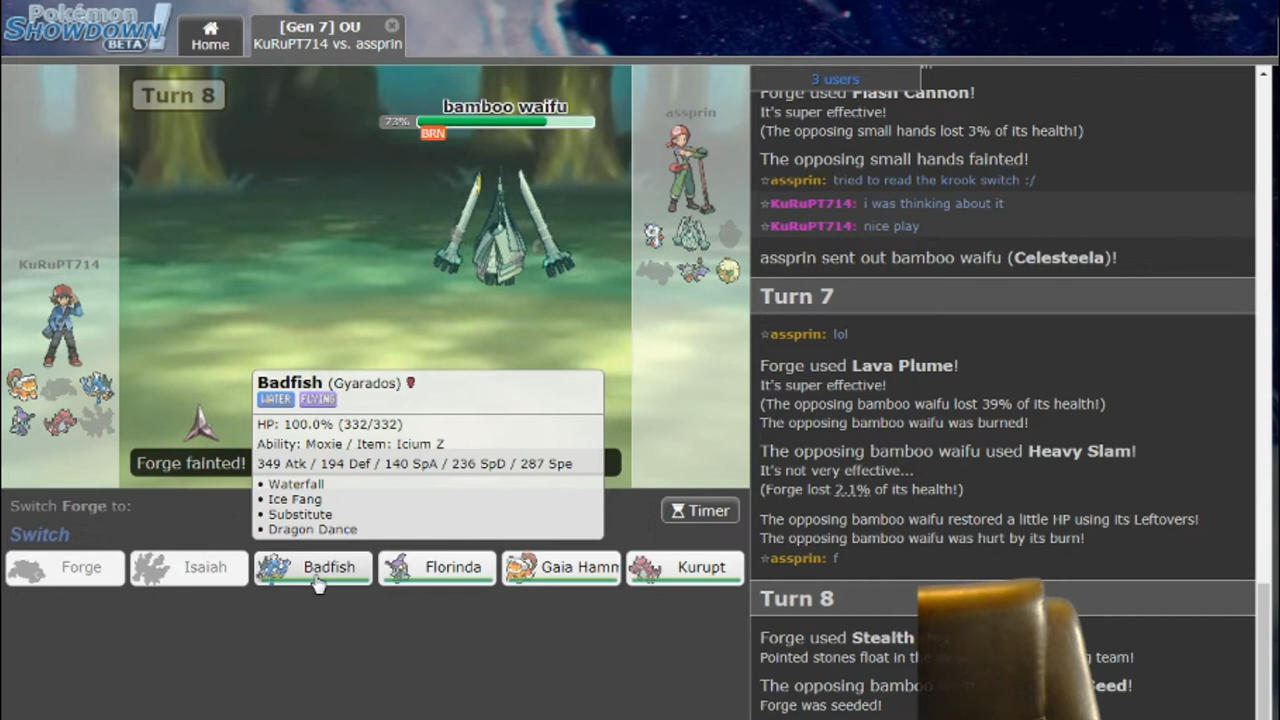 Pokémon
SHOWDOWN!
BETA
Home
[Gen 7] OU
KuRuPT714 vs. assprin
Turn 8
bamboo waifu
73%
BRN
assprin
KuRuPT714
Badfish (Gyarados)
WATER FLYING
HP: 100.0% (332/332)
Ability: Moxie / Item: Icium Z
349 Atk / 194 Def / 140 SpA / 236 SpD / 287 Spe
• Waterfall
• Ice Fang
• Substitute
• Dragon Dance
Forge fainted!
Switch Forge to:
Timer
Switch
Forge
Isaiah
Badfish
Florinda
Gaia Hamm
Kurupt
3 users
Forge used Flash Cannon!
It's super effective!
(The opposing small hands lost 3% of its health!)
The opposing small hands fainted!
☆assprin: tried to read the krook switch :/
☆KuRuPT714: i was thinking about it
☆KuRuPT714: nice play
assprin sent out bamboo waifu (Celesteela)!
Turn 7
☆assprin: lol
Forge used Lava Plume!
It's super effective!
(The opposing bamboo waifu lost 39% of its health!)
The opposing bamboo waifu was burned!
The opposing bamboo waifu used Heavy Slam!
It's not very effective...
(Forge lost 2.1% of its health!)
The opposing bamboo waifu restored a little HP using its Leftovers!
The opposing bamboo waifu was hurt by its burn!
☆assprin: f
Turn 8
Forge used Stealth
Pointed stones float in the team!
The opposing bamboo Seed!
Forge was seeded!